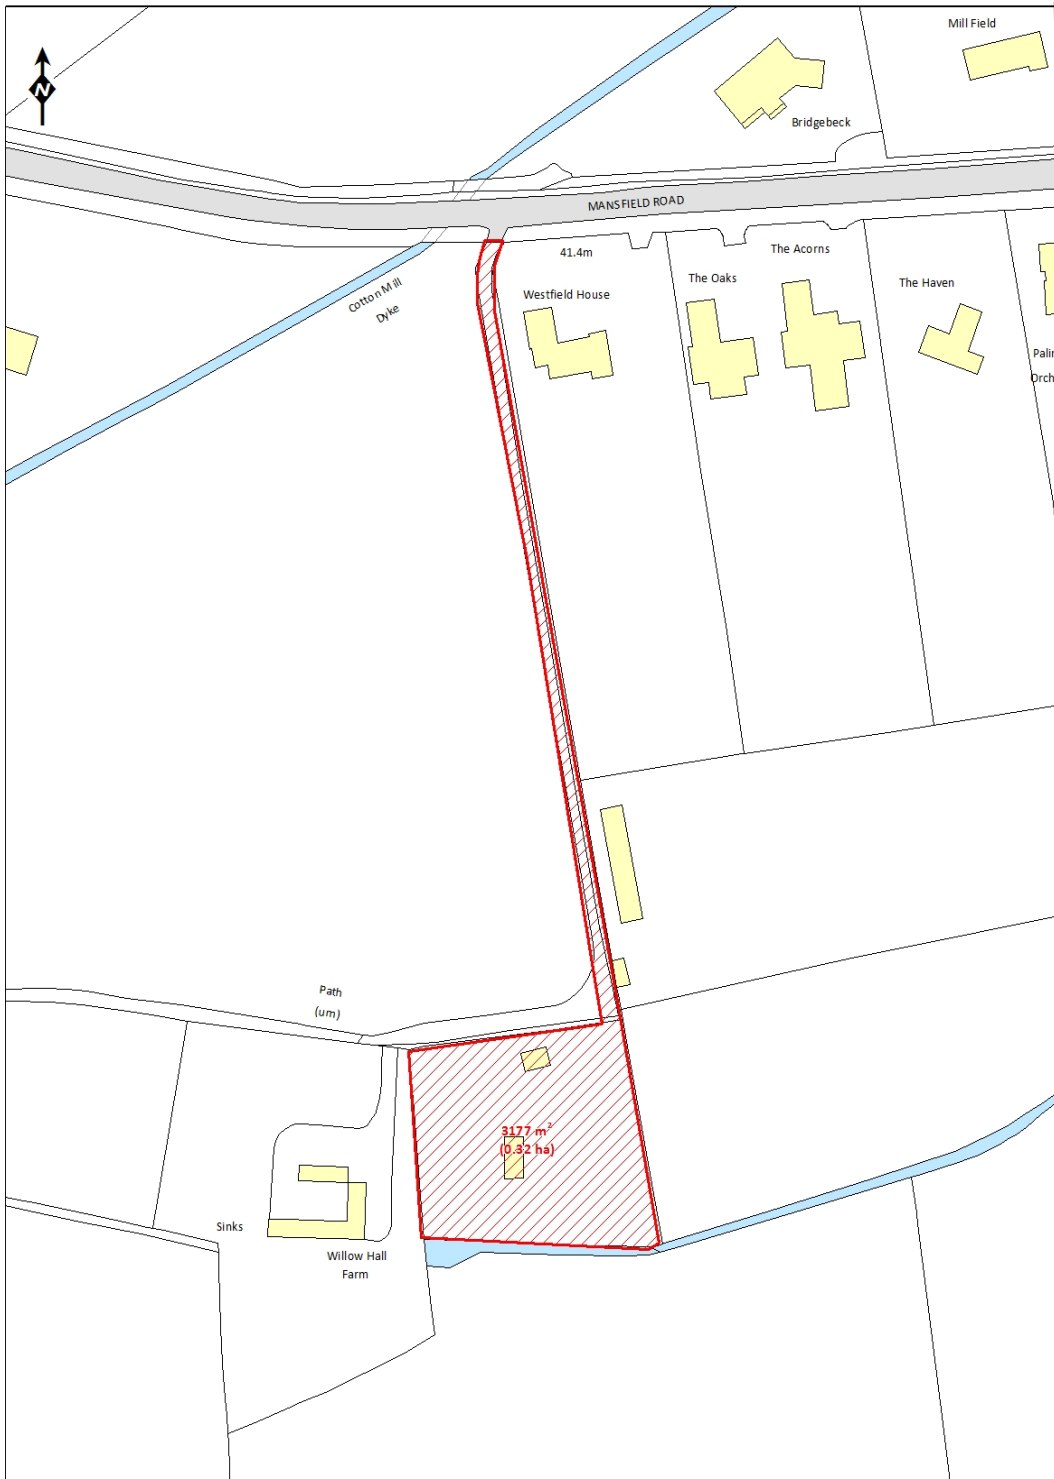 Mill Field
N
Bridgebeck
MANSFIELD ROAD
41.4m
The Acorns
The Oaks
The Haven
Cotton Mill
Dyke
Westfield House
Orch
Path
(um)
3177 m²
(0.32 ha)
Sinks
Willow Hall
Farm